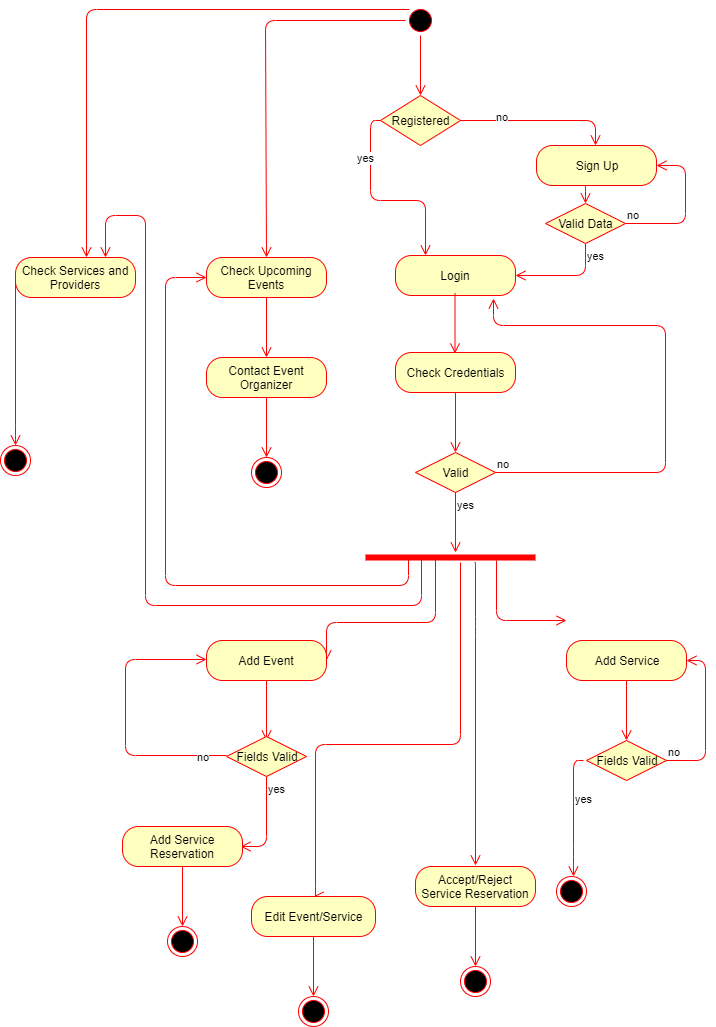 Registered
no
yes
Sign Up
Valid Data
no
yes
Check Services and
Providers
Check Upcoming
Events
Login
Contact Event
Organizer
Check Credentials
Valid
no
yes
Add Event
Add Service
Fields Valid
no
yes
Fields Valid
no
yes
Add Service
Reservation
Accept/Reject
Service Reservation
Edit Event/Service